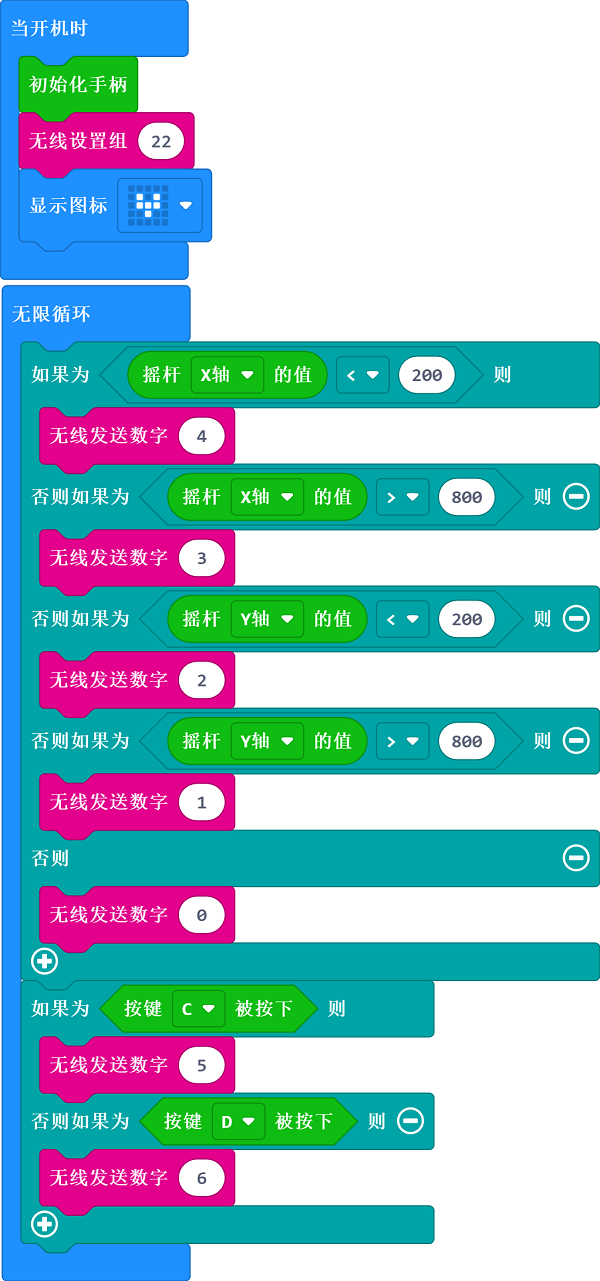 当开机时
初始化手柄
无线设置组 22
显示图标
无限循环
如果为 摇杆 X轴 的值 < 200 则
无线发送数字 4
否则如果为 摇杆 X轴 的值 > 800 则
无线发送数字 3
否则如果为 摇杆 Y轴 的值 < 200 则
无线发送数字 2
否则如果为 摇杆 Y轴 的值 > 800 则
无线发送数字 1
否则
无线发送数字 0
如果为 按键 C 被按下 则
无线发送数字 5
否则如果为 按键 D 被按下 则
无线发送数字 6